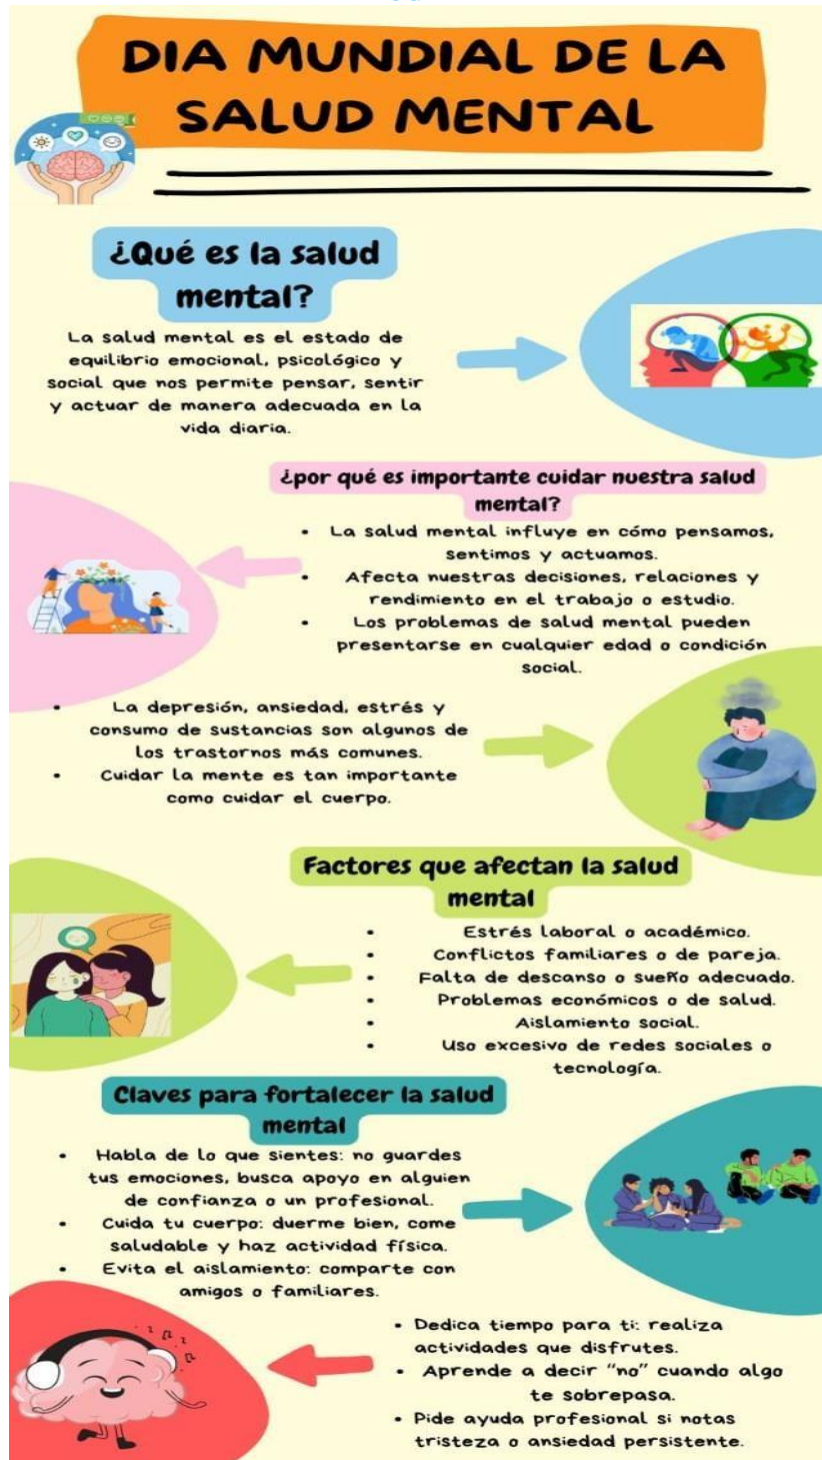 DIA MUNDIAL DE LA
SALUD MENTAL
¿Qué es la salud
mental?
La salud mental es el estado de
equilibrio emocional, psicológico y
social que nos permite pensar, sentir
y actuar de manera adecuada en la
vida diaria.
¿por qué es importante cuidar nuestra salud
mental?
• La salud mental influye en cómo pensamos,
sentimos y actuamos.
• Afecta nuestras decisiones, relaciones y
rendimiento en el trabajo o estudio.
• Los problemas de salud mental pueden
presentarse en cualquier edad o condición
social.
• La depresión, ansiedad, estrés y
consumo de sustancias son algunos de
los trastornos más comunes.
• Cuidar la mente es tan importante
como cuidar el cuerpo.
Factores que afectan la salud
mental
• Estrés laboral o académico.
• Conflictos familiares o de pareja.
• Falta de descanso o sueño adecuado.
• Problemas económicos o de salud.
• Aislamiento social.
• Uso excesivo de redes sociales o
tecnología.
Claves para fortalecer la salud
mental
• Habla de lo que sientes: no guardes
tus emociones, busca apoyo en alguien
de confianza o un profesional.
• Cuida tu cuerpo: duerme bien, come
saludable y haz actividad física.
• Evita el aislamiento: comparte con
amigos o familiares.
• Dedica tiempo para ti: realiza
actividades que disfrutes.
• Aprende a decir "no" cuando algo
te sobrepasa.
• Pide ayuda profesional si notas
tristeza o ansiedad persistente.